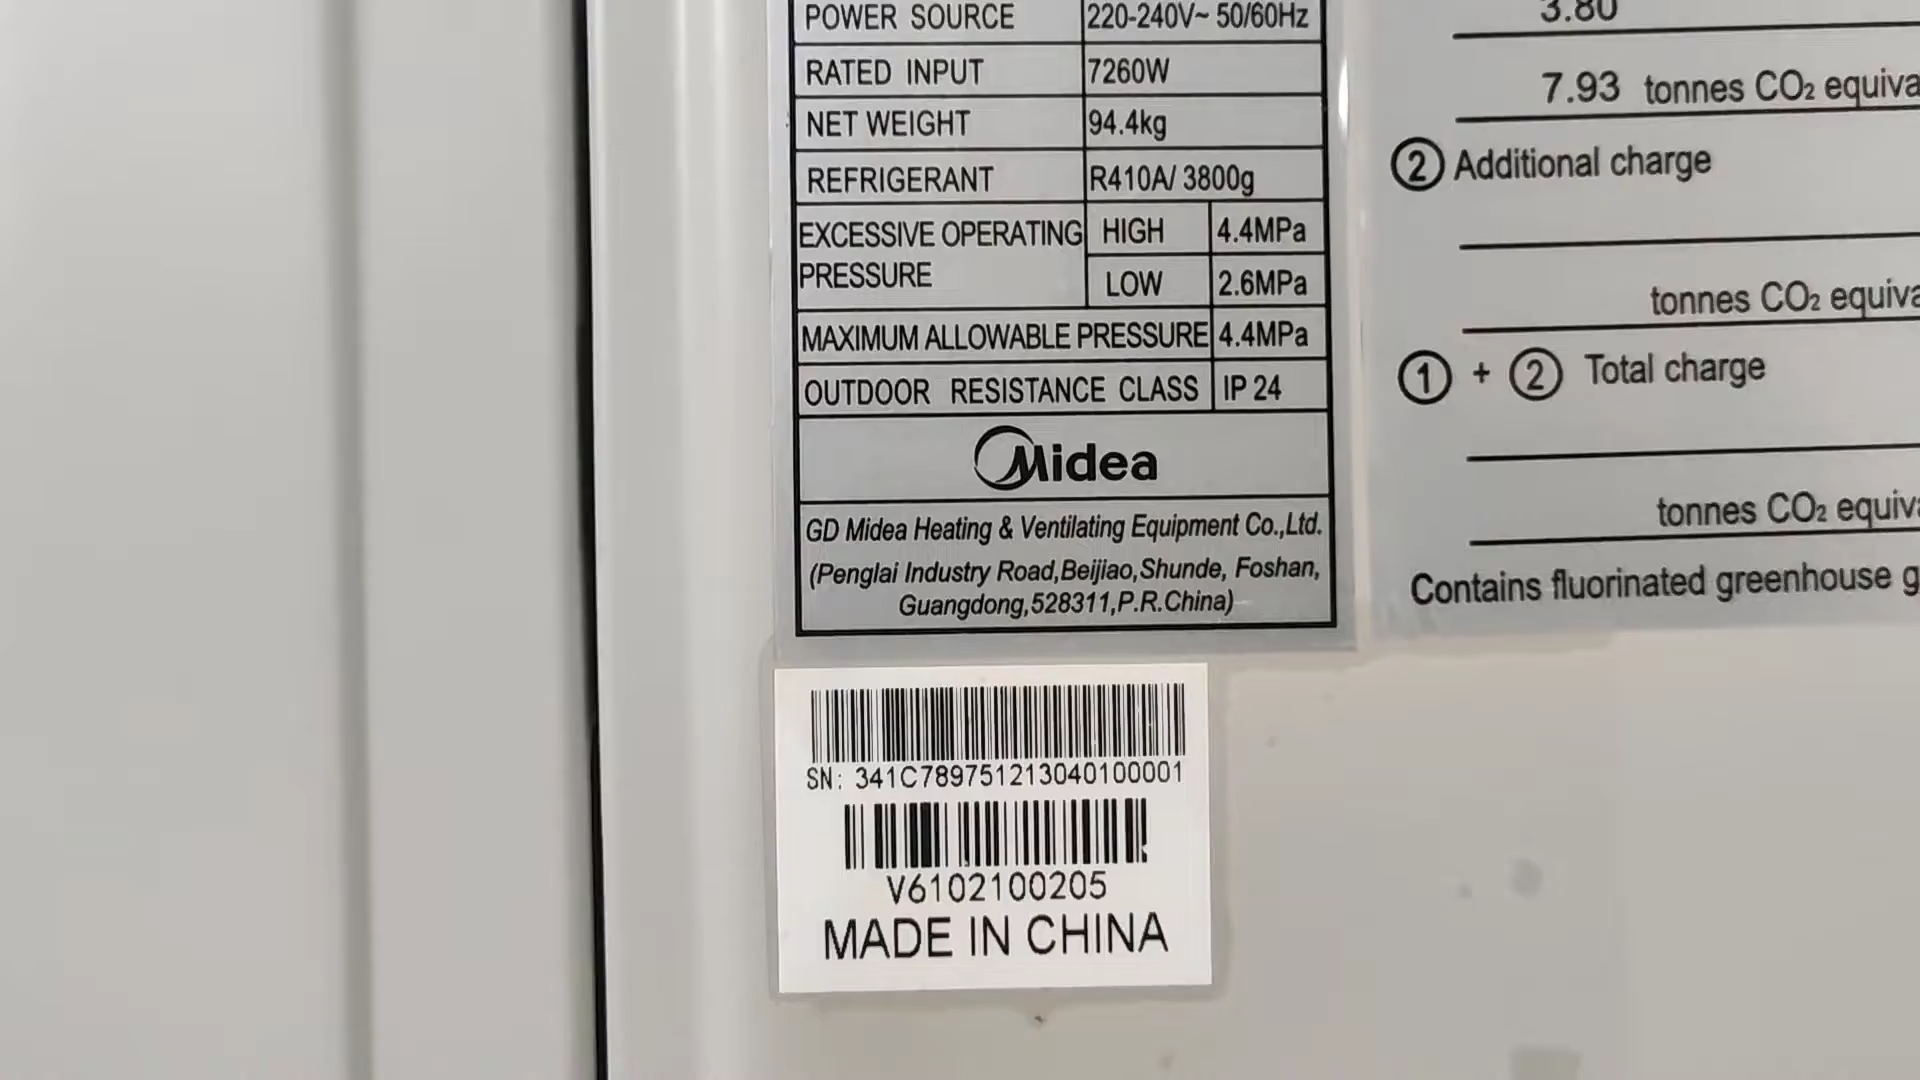 POWER SOURCE 220-240V~ 50/60Hz
RATED INPUT 7260W
NET WEIGHT 94.4kg
REFRIGERANT R410A/ 3800g
EXCESSIVE OPERATING PRESSURE HIGH 4.4MPa
LOW 2.6MPa
MAXIMUM ALLOWABLE PRESSURE 4.4MPa
OUTDOOR RESISTANCE CLASS IP 24
Midea
GD Midea Heating & Ventilating Equipment Co.,Ltd.
(Penglai Industry Road,Beijiao,Shunde, Foshan,
Guangdong,528311,P.R.China)
SN: 341C789751213040100001
V6102100205
MADE IN CHINA
3.80
7.93 tonnes CO₂ equiva
② Additional charge
tonnes CO₂ equiva
① + ② Total charge
tonnes CO₂ equiva
Contains fluorinated greenhouse g